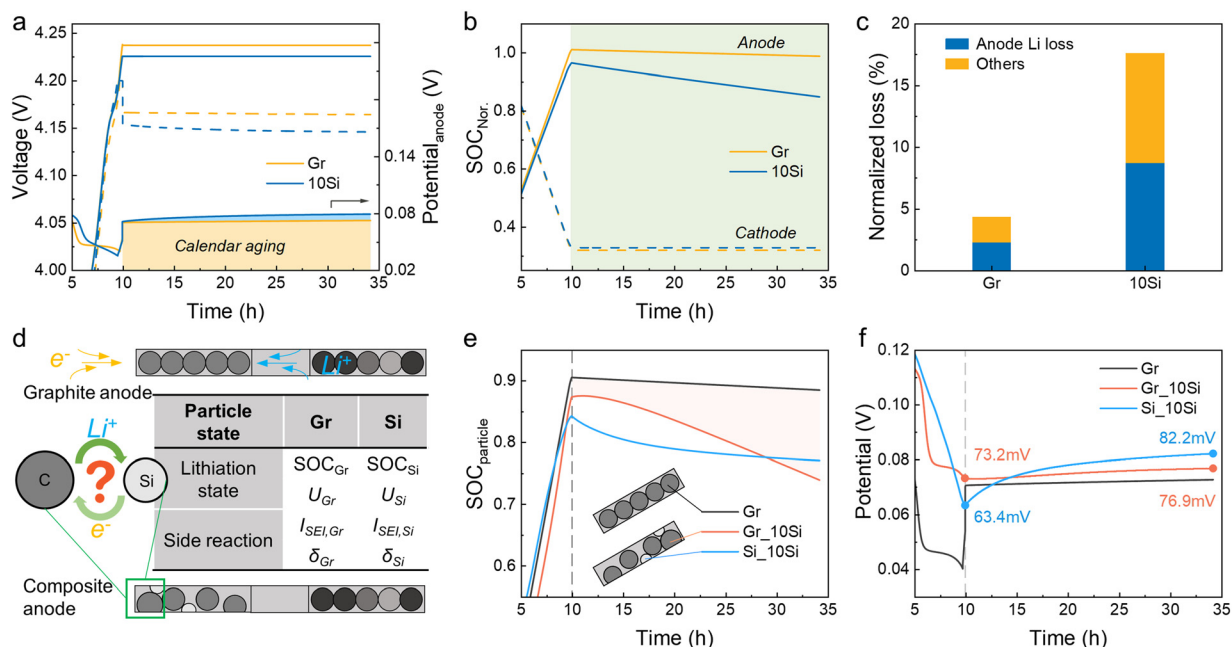 a
4.25
4.20
4.15
4.10
4.05
4.00
Voltage (V)
Gr
10Si
Calendar aging
0.14
0.08
0.02
Potential_anode (V)
5 10 15 20 25 30 35
Time (h)
b
1.0
0.8
0.6
0.4
SOC_Nor.
Anode
Gr
10Si
Cathode
5 10 15 20 25 30 35
Time (h)
c
20
15
10
5
0
Normalized loss (%)
Anode Li loss
Others
Gr 10Si
d
e⁻
Li⁺
Graphite anode
Particle state Gr Si
Lithiation state SOC_Gr SOC_Si
U_Gr U_Si
Side reaction I_SEI,Gr I_SEI,Si
δ_Gr δ_Si
Li⁺
C ? Si
e⁻
Composite anode
e
0.9
0.8
0.7
0.6
SOC_particle
Gr
Gr_10Si
Si_10Si
5 10 15 20 25 30 35
Time (h)
f
0.12
0.10
0.08
0.06
0.04
Potential (V)
Gr
Gr_10Si
Si_10Si
73.2mV
82.2mV
63.4mV
76.9mV
5 10 15 20 25 30 35
Time (h)